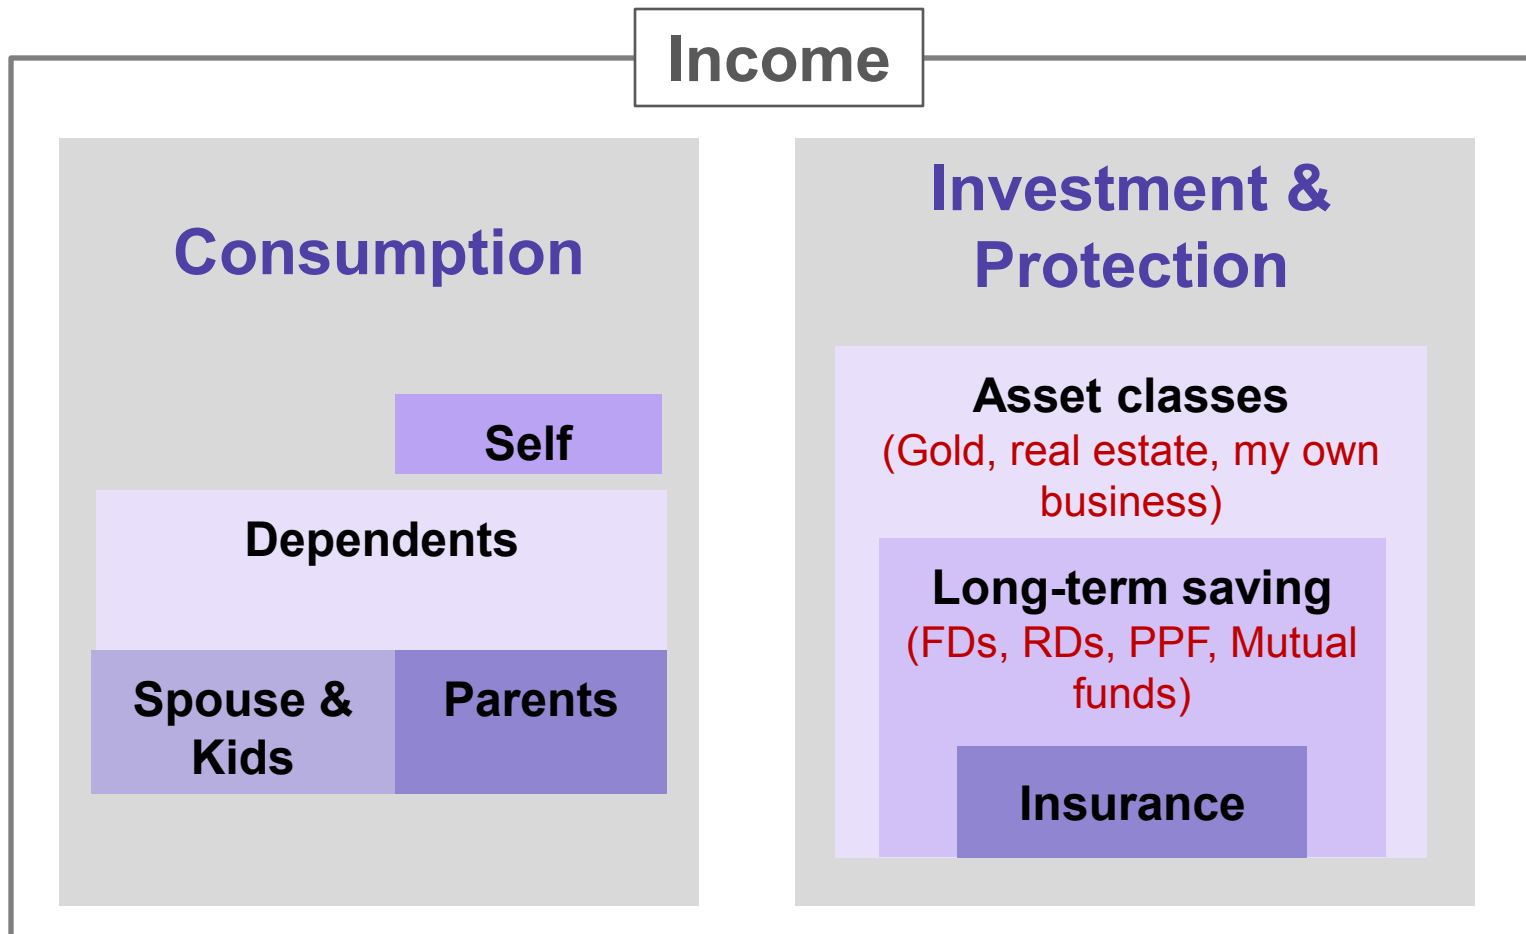 Income
Consumption
Self
Dependents
Spouse &
Kids
Parents
Investment &
Protection
Asset classes
(Gold, real estate, my own
business)
Long-term saving
(FDs, RDs, PPF, Mutual
funds)
Insurance